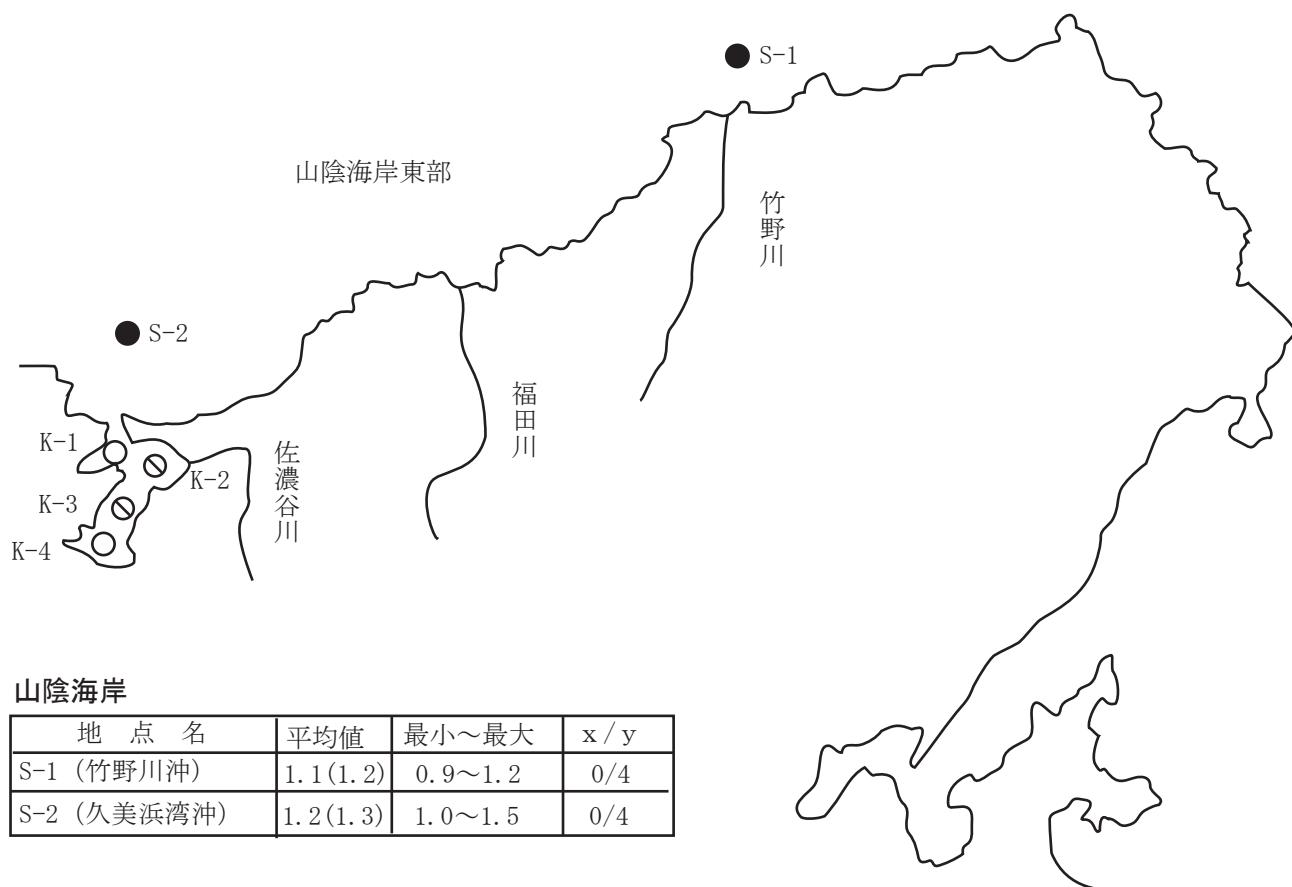 S-1
山陰海岸東部
竹野川
S-2
福田川
K-1
佐濃谷川
K-2
K-3
K-4
山陰海岸
地 点 名 平均値 最小～最大 x/y
S-1 (竹野川沖) 1.1(1.2) 0.9～1.2 0/4
S-2 (久美浜湾沖) 1.2(1.3) 1.0～1.5 0/4